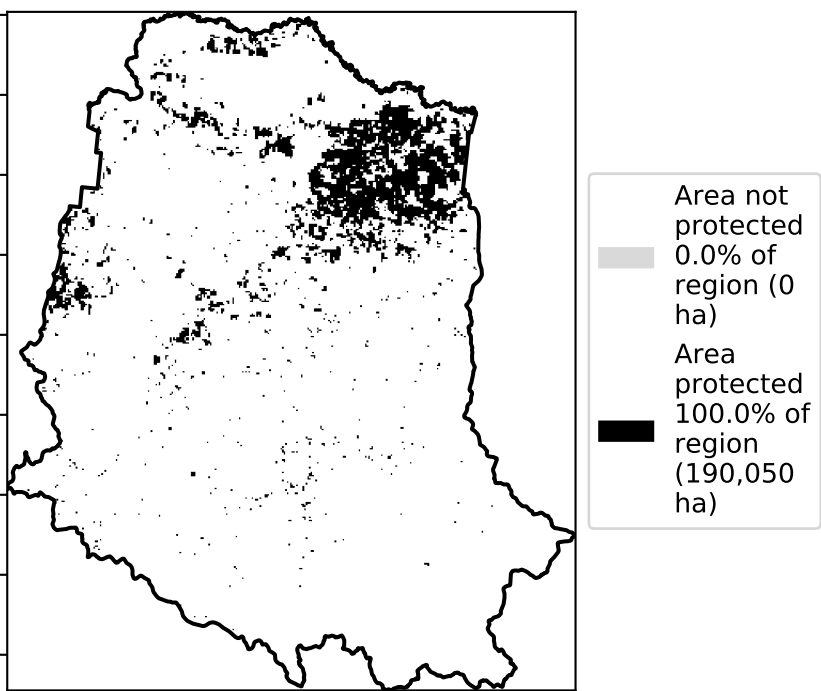 Area not
protected
0.0% of
region (0
ha)
Area
protected
100.0% of
region
(190,050
ha)